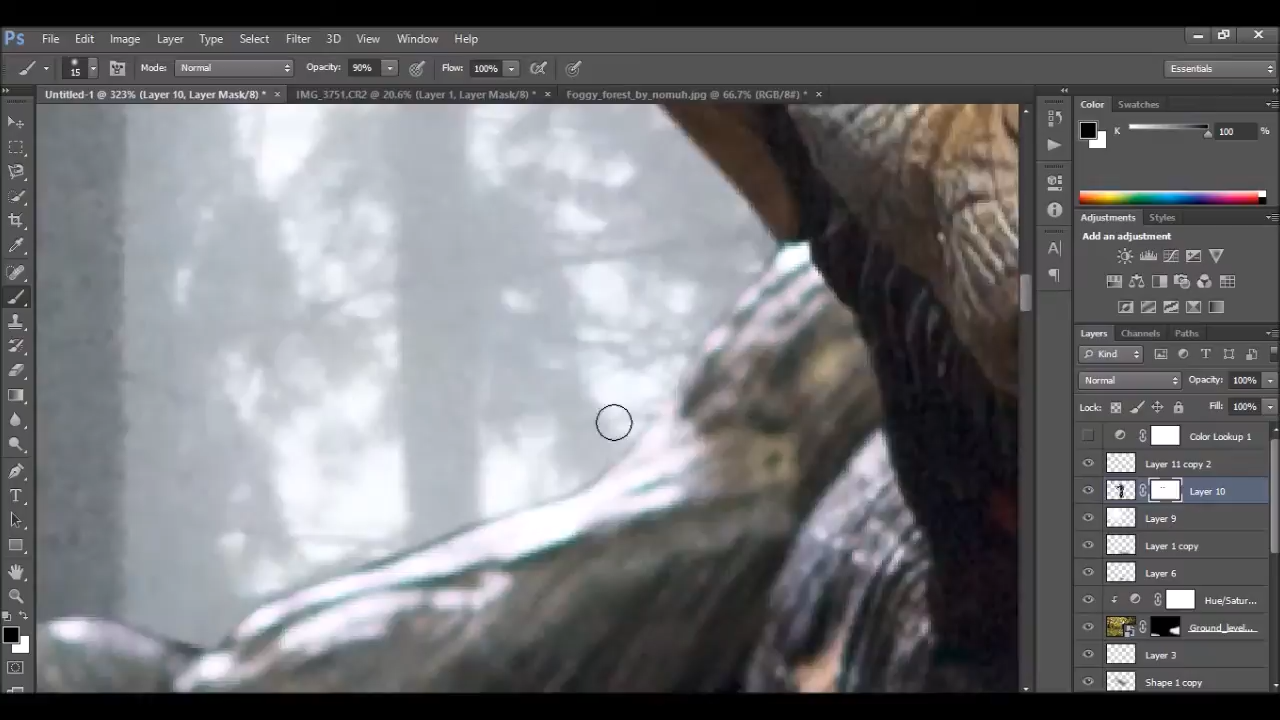 Ps File Edit Image Layer Type Select Filter 3D View Window Help
15 Mode: Normal Opacity: 90% Flow: 100% Essentials
Untitled-1 @ 323% (Layer 10, Layer Mask/8) * × IMG_3751.CR2 @ 20.6% (Layer 1, Layer Mask/8) * × Foggy_forest_by_nomuh.jpg @ 66.7% (RGB/8#) * ×
Color Swatches
K 100 %
Adjustments Styles
Add an adjustment
Layers Channels Paths
Kind
Normal Opacity: 100%
Lock: Fill: 100%
Color Lookup 1
Layer 11 copy 2
Layer 10
Layer 9
Layer 1 copy
Layer 6
Hue/Satur...
Ground_level...
Layer 3
Shape 1 copy